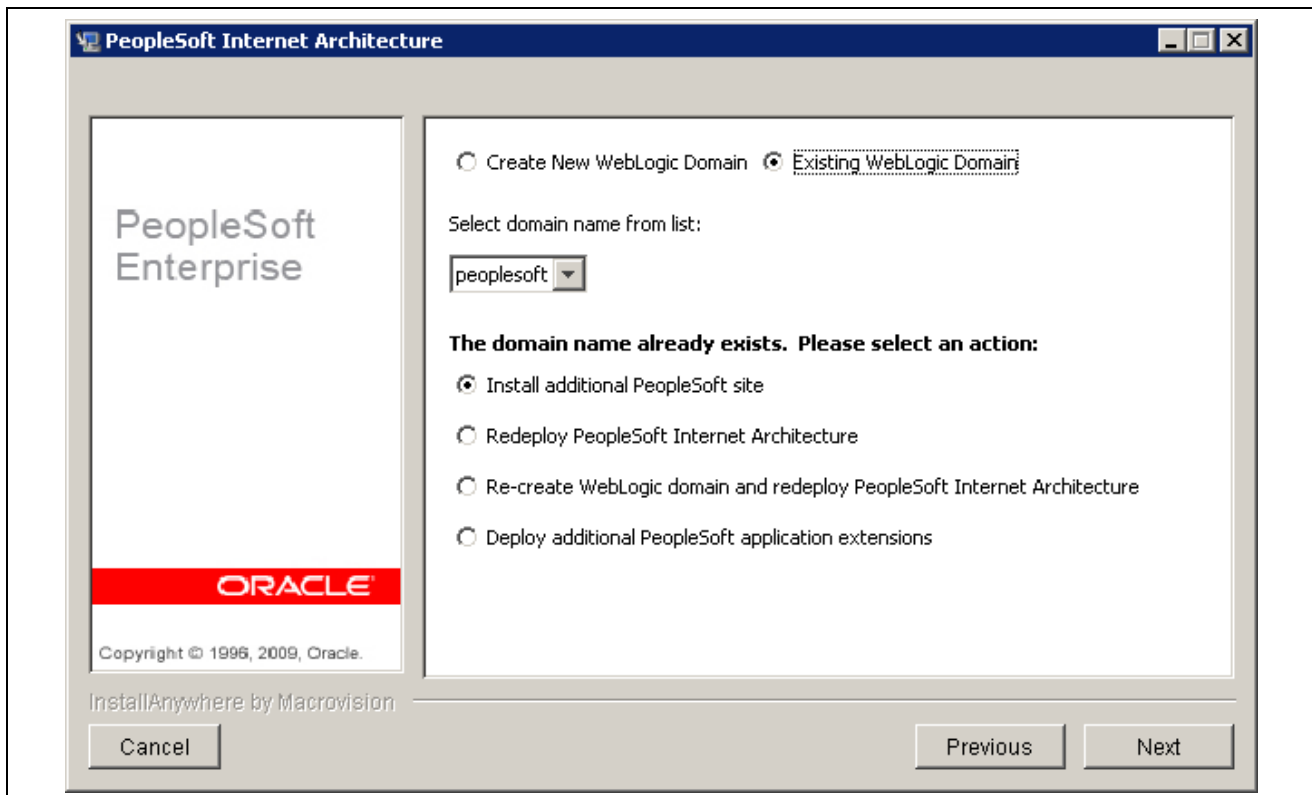 PeopleSoft Internet Architecture
PeopleSoft
Enterprise
ORACLE
Copyright © 1996, 2009, Oracle.
Create New WebLogic Domain Existing WebLogic Domain
Select domain name from list:
peoplesoft
The domain name already exists. Please select an action:
Install additional PeopleSoft site
Redeploy PeopleSoft Internet Architecture
Re-create WebLogic domain and redeploy PeopleSoft Internet Architecture
Deploy additional PeopleSoft application extensions
InstallAnywhere by Macrovision
Cancel Previous Next